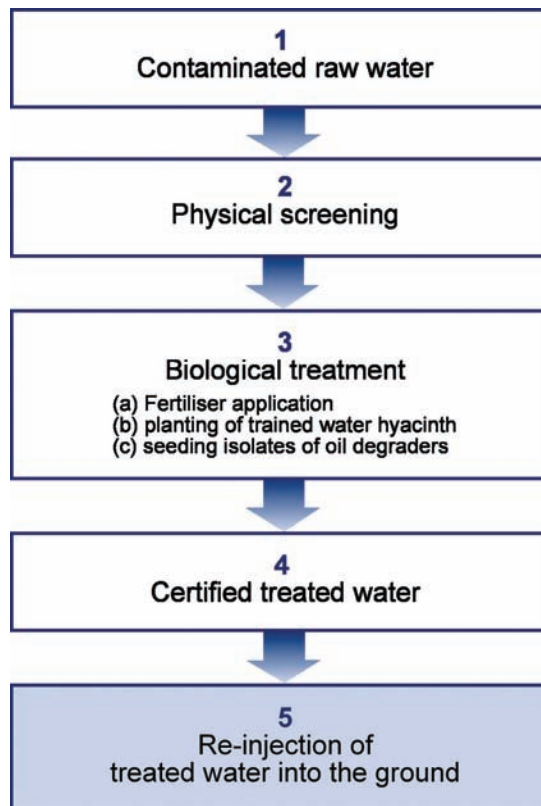 1
Contaminated raw water
2
Physical screening
3
Biological treatment
(a) Fertiliser application
(b) planting of trained water hyacinth
(c) seeding isolates of oil degraders
4
Certified treated water
5
Re-injection of
treated water into the ground